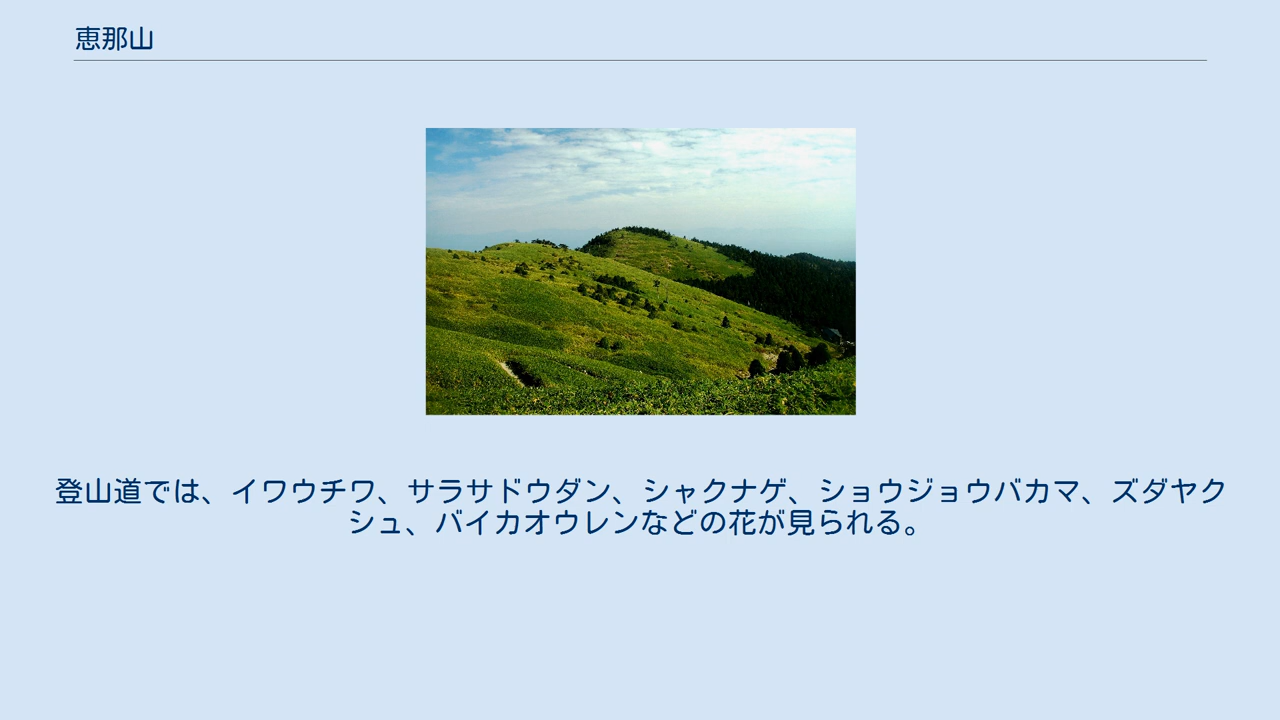 恵那山
登山道では、イワウチワ、サラサドウダン、シャクナゲ、ショウジョウバカマ、ズダヤク
シュ、バイカオウレンなどの花が見られる。